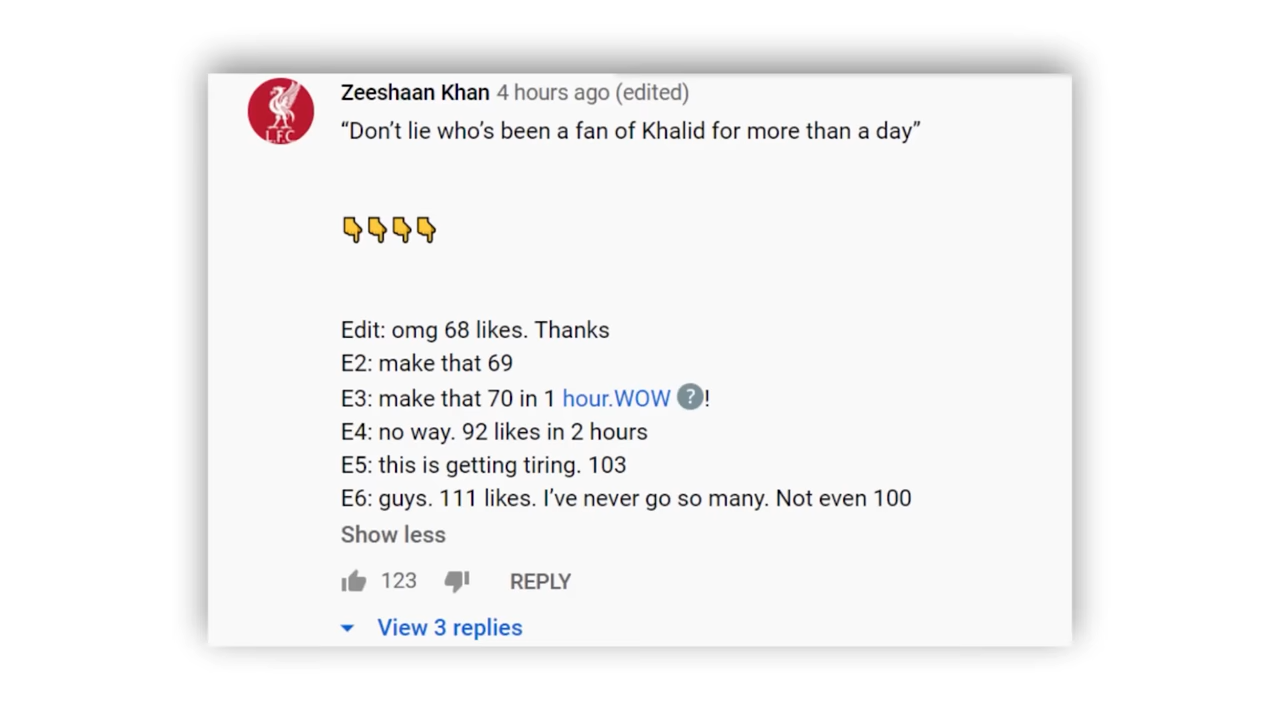 L.F.C
Zeeshaan Khan 4 hours ago (edited)
“Don’t lie who’s been a fan of Khalid for more than a day”
👇👇👇👇
Edit: omg 68 likes. Thanks
E2: make that 69
E3: make that 70 in 1 hour.WOW ?!
E4: no way. 92 likes in 2 hours
E5: this is getting tiring. 103
E6: guys. 111 likes. I’ve never go so many. Not even 100
Show less
123 REPLY
View 3 replies